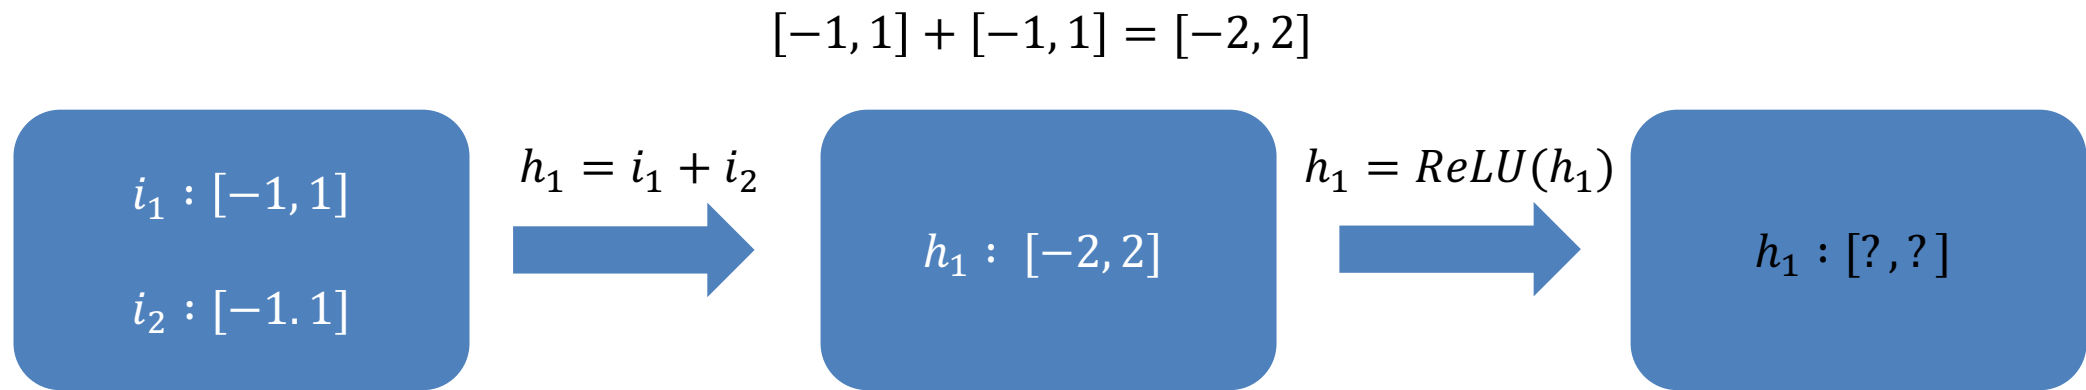 [−1, 1] + [−1, 1] = [−2, 2]
i₁ : [−1, 1]
i₂ : [−1. 1]
h₁ = i₁ + i₂
h₁ : [−2, 2]
h₁ = ReLU(h₁)
h₁ : [? , ? ]